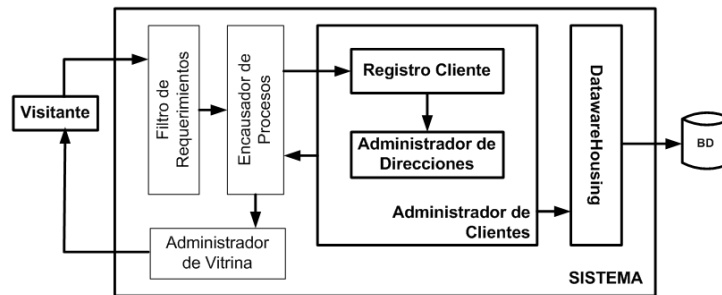 Visitante
Filtro de
Requerimientos
Encausador de
Procesos
Registro Cliente
Administrador de
Direcciones
Administrador de
Clientes
DatawareHousing
BD
Administrador
de Vitrina
SISTEMA